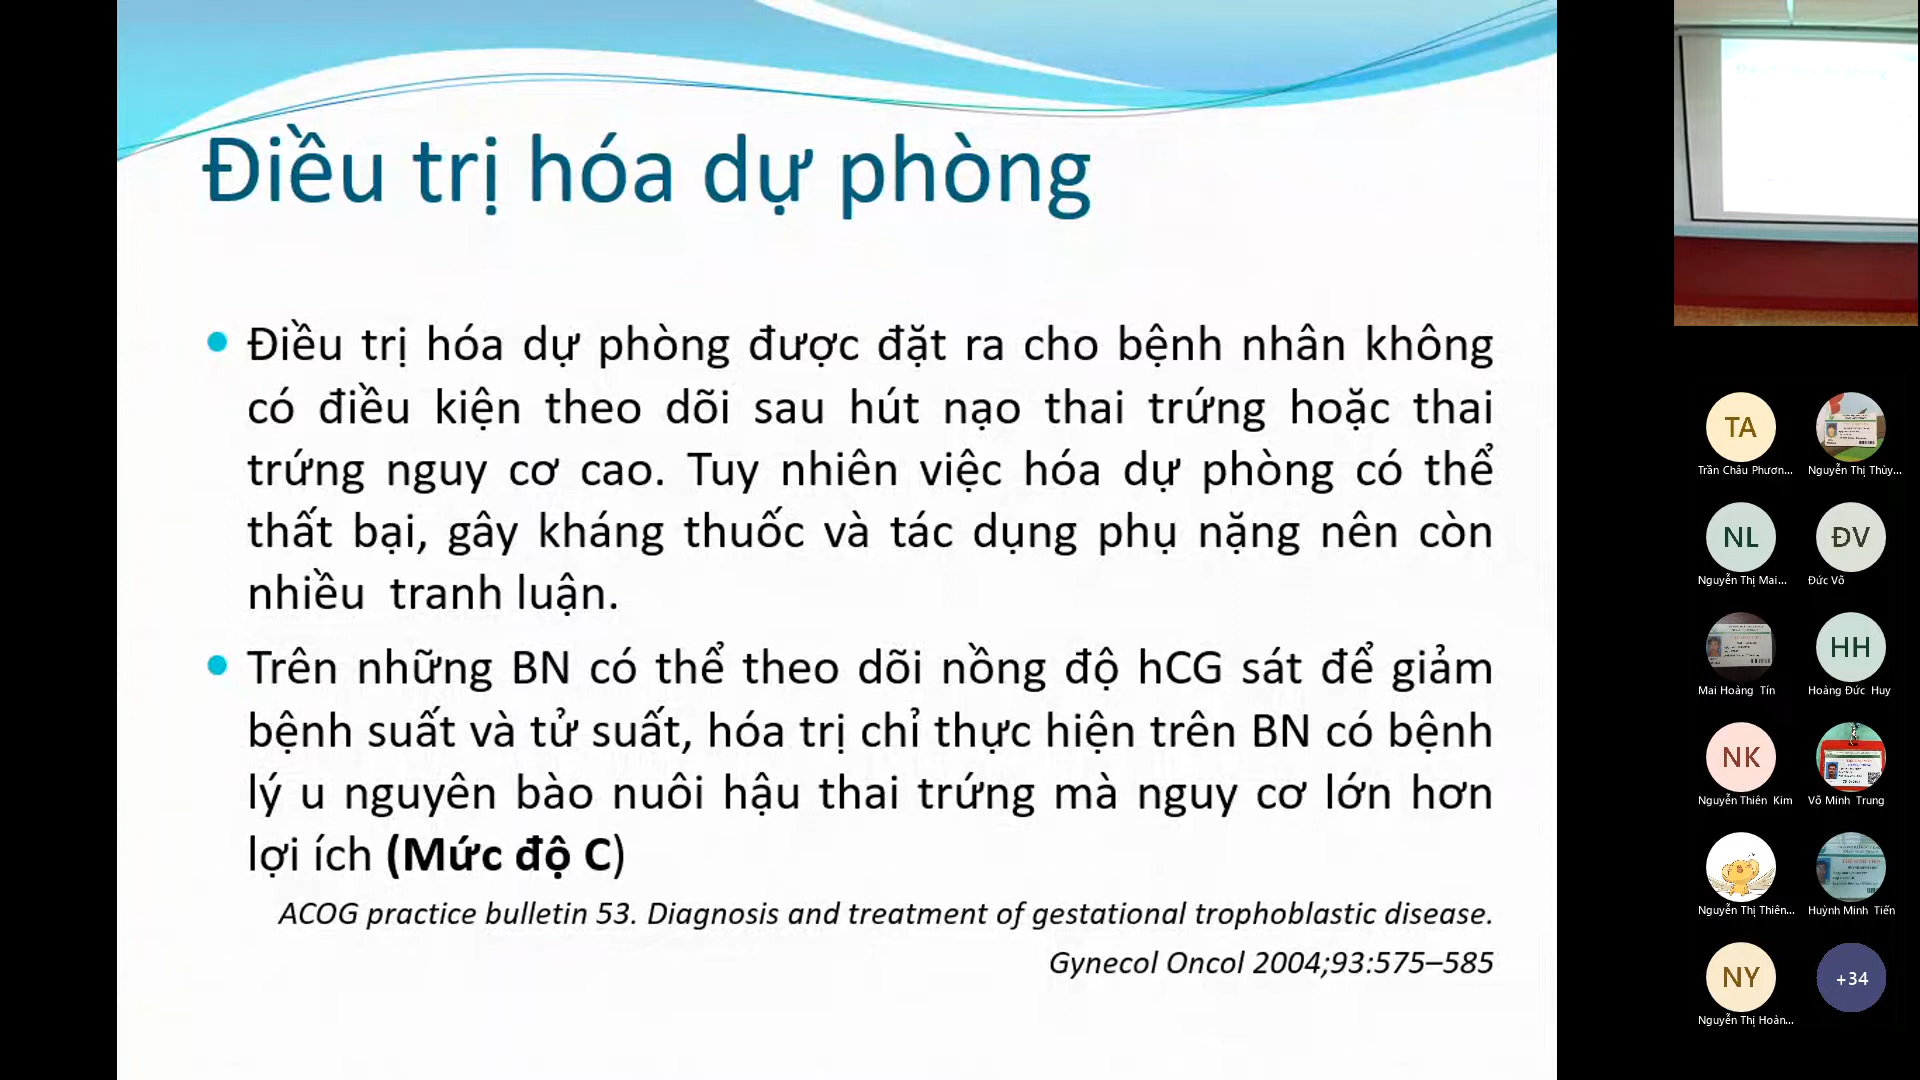 Điều trị hóa dự phòng
Điều trị hóa dự phòng được đặt ra cho bệnh nhân không
có điều kiện theo dõi sau hút nạo thai trứng hoặc thai
trứng nguy cơ cao. Tuy nhiên việc hóa dự phòng có thể
thất bại, gây kháng thuốc và tác dụng phụ nặng nên còn
nhiều tranh luận.
Trên những BN có thể theo dõi nồng độ hCG sát để giảm
bệnh suất và tử suất, hóa trị chỉ thực hiện trên BN có bệnh
lý u nguyên bào nuôi hậu thai trứng mà nguy cơ lớn hơn
lợi ích (Mức độ C)
ACOG practice bulletin 53. Diagnosis and treatment of gestational trophoblastic disease.
Gynecol Oncol 2004;93:575–585
TA
Trần Châu Phươn...
Nguyễn Thị Thùy...
NL
ĐV
Nguyễn Thị Mai...
Đức Võ
HH
Mai Hoàng Tín
Hoàng Đức Huy
NK
Nguyễn Thiên Kim
Võ Minh Trung
Nguyễn Thị Thiên...
Huỳnh Minh Tiến
NY
+34
Nguyễn Thị Hoàn...